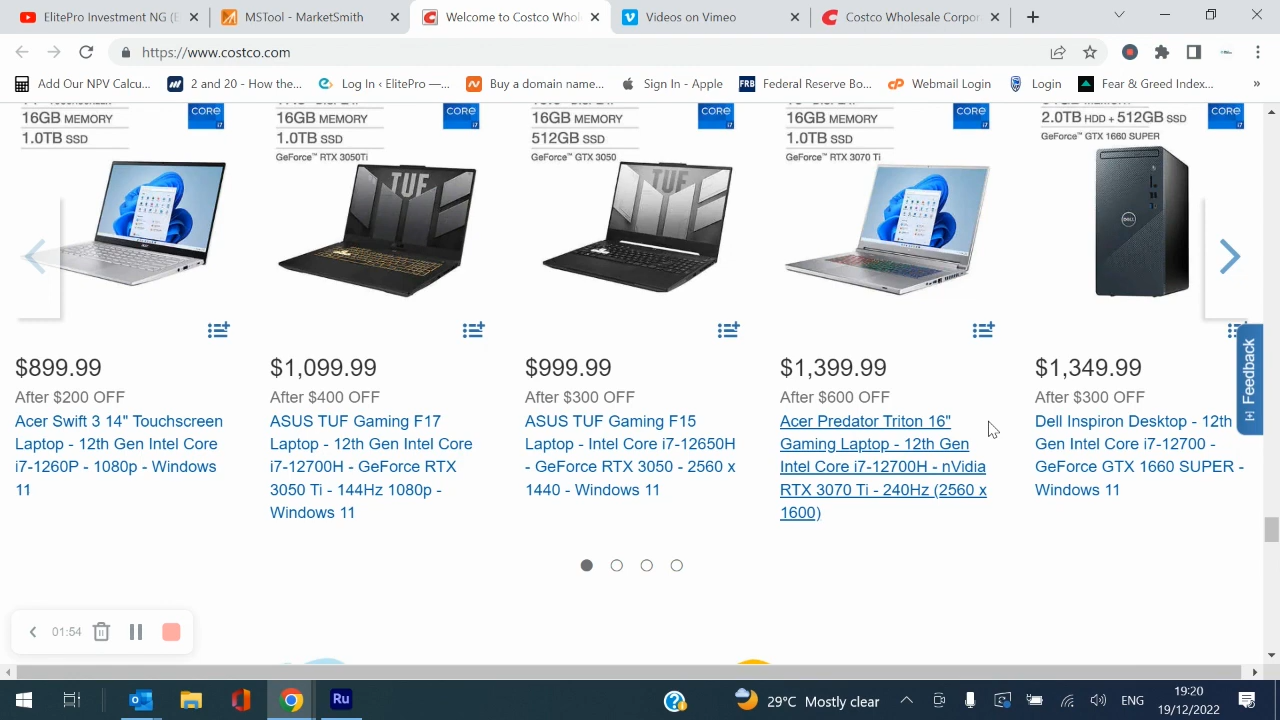 ElitePro Investment NG (E
MSTool - MarketSmith
Welcome to Costco Whol
Videos on Vimeo
Costco Wholesale Corpor
https://www.costco.com
Add Our NPV Calcu...
2 and 20 - How the...
Log In ‹ ElitePro —...
Buy a domain name...
Sign In - Apple
FRB Federal Reserve Bo...
cP Webmail Login
Login
Fear & Greed Index...
»
16GB MEMORY
1.0TB SSD
CORE
i7
16GB MEMORY
1.0TB SSD
GeForce™ RTX 3050Ti
CORE
i7
TUF
16GB MEMORY
512GB SSD
GeForce™ GTX 3050
CORE
i7
TUF
16GB MEMORY
1.0TB SSD
GeForce™ RTX 3070 Ti
CORE
i7
2.0TB HDD + 512GB SSD
GeForce™ GTX 1660 SUPER
CORE
i7
DELL
$899.99
After $200 OFF
Acer Swift 3 14" Touchscreen
Laptop - 12th Gen Intel Core
i7-1260P - 1080p - Windows
11
$1,099.99
After $400 OFF
ASUS TUF Gaming F17
Laptop - 12th Gen Intel Core
i7-12700H - GeForce RTX
3050 Ti - 144Hz 1080p -
Windows 11
$999.99
After $300 OFF
ASUS TUF Gaming F15
Laptop - Intel Core i7-12650H
- GeForce RTX 3050 - 2560 x
1440 - Windows 11
$1,399.99
After $600 OFF
Acer Predator Triton 16"
Gaming Laptop - 12th Gen
Intel Core i7-12700H - nVidia
RTX 3070 Ti - 240Hz (2560 x
1600)
$1,349.99
After $300 OFF
Dell Inspiron Desktop - 12th
Gen Intel Core i7-12700 -
GeForce GTX 1660 SUPER -
Windows 11
[+] Feedback
01:54
Ru
29°C Mostly clear
ENG
19:20
19/12/2022